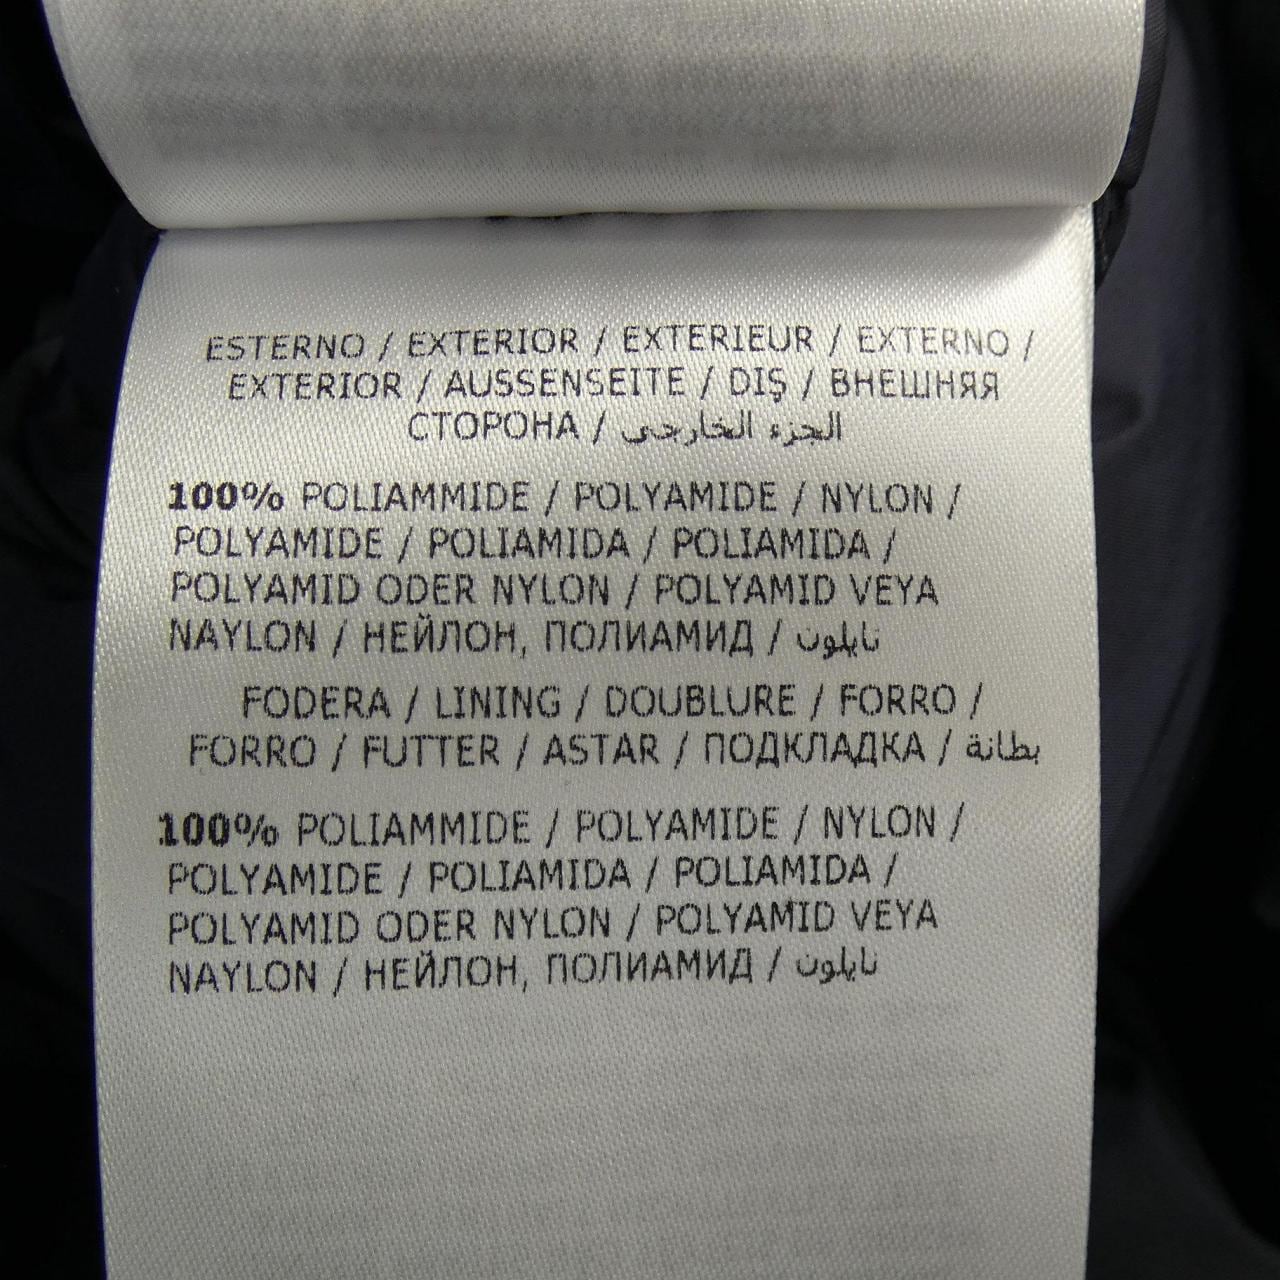 ESTERNO / EXTERIOR / EXTERIEUR / EXTERNO /
EXTERIOR / AUSSENSEITE / DIŞ / ВНЕШНЯЯ
СТОРОНА / الجزء الخارجى
100% POLIAMMIDE / POLYAMIDE / NYLON /
POLYAMIDE / POLIAMIDA / POLIAMIDA /
POLYAMID ODER NYLON / POLYAMID VEYA
NAYLON / НЕЙЛОН, ПОЛИАМИД / نايلون
FODERA / LINING / DOUBLURE / FORRO /
FORRO / FUTTER / ASTAR / ПОДКЛАДКА / بطانة
100% POLIAMMIDE / POLYAMIDE / NYLON /
POLYAMIDE / POLIAMIDA / POLIAMIDA /
POLYAMID ODER NYLON / POLYAMID VEYA
NAYLON / НЕЙЛОН, ПОЛИАМИД / نايلون